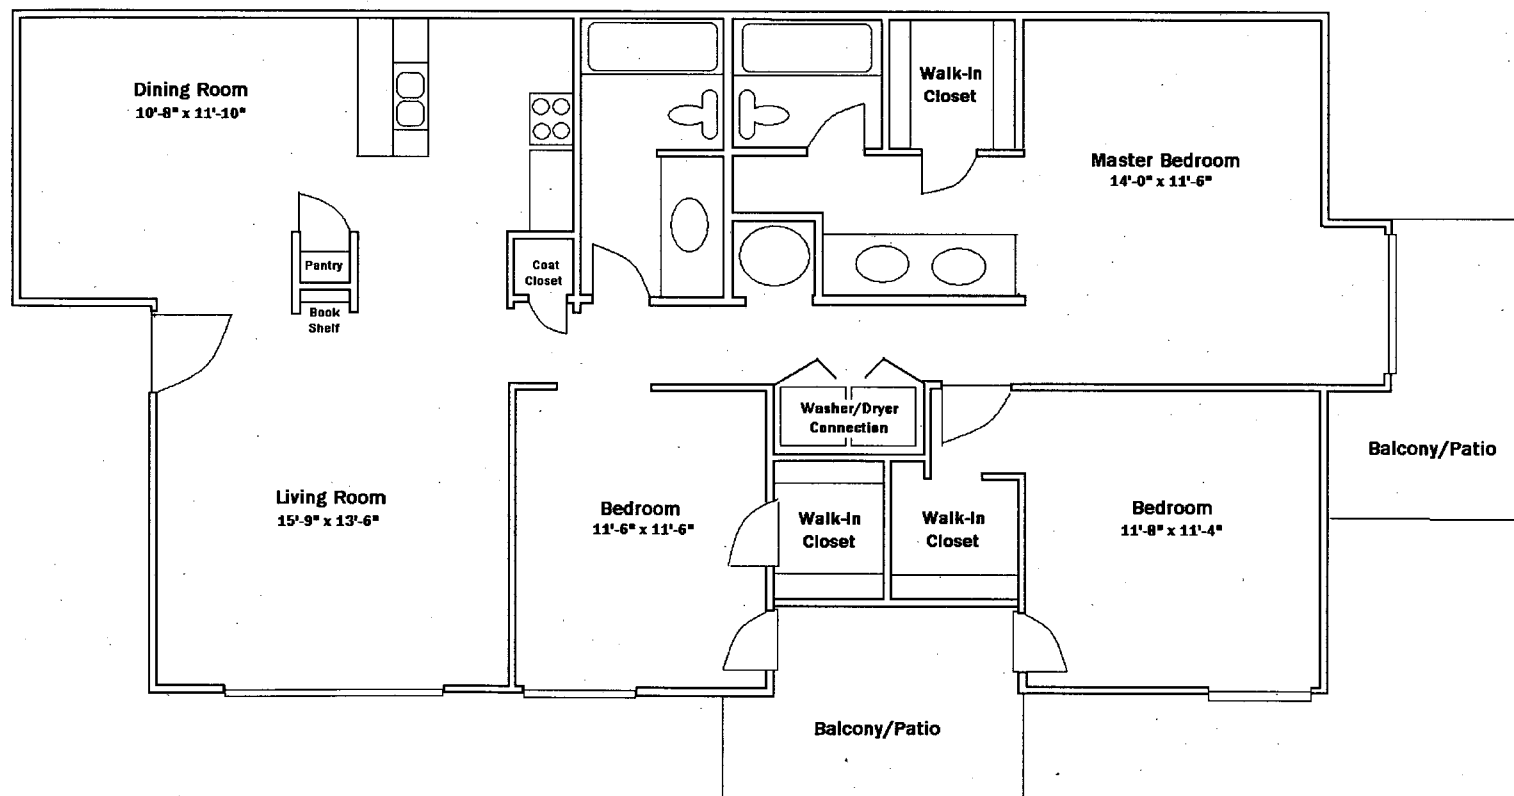 Dining Room
10'-8" x 11'-10"
Walk-In
Closet
Master Bedroom
14'-0" x 11'-6"
Pantry
Book
Shelf
Coat
Closet
Washer/Dryer
Connection
Living Room
15'-9" x 13'-6"
Bedroom
11'-6" x 11'-6"
Walk-In
Closet
Walk-In
Closet
Bedroom
11'-8" x 11'-4"
Balcony/Patio
Balcony/Patio